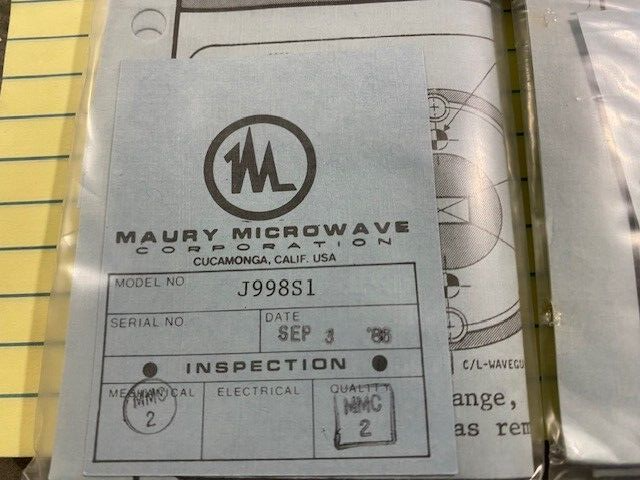 M
MAURY MICROWAVE
CORPORATION
CUCAMONGA, CALIF. USA
MODEL NO J998S1
SERIAL NO DATE
SEP 3 '86
INSPECTION
MECHANICAL ELECTRICAL QUALITY
MMC MMC
2 2
C/L-WAVEGU
ange,
as rem